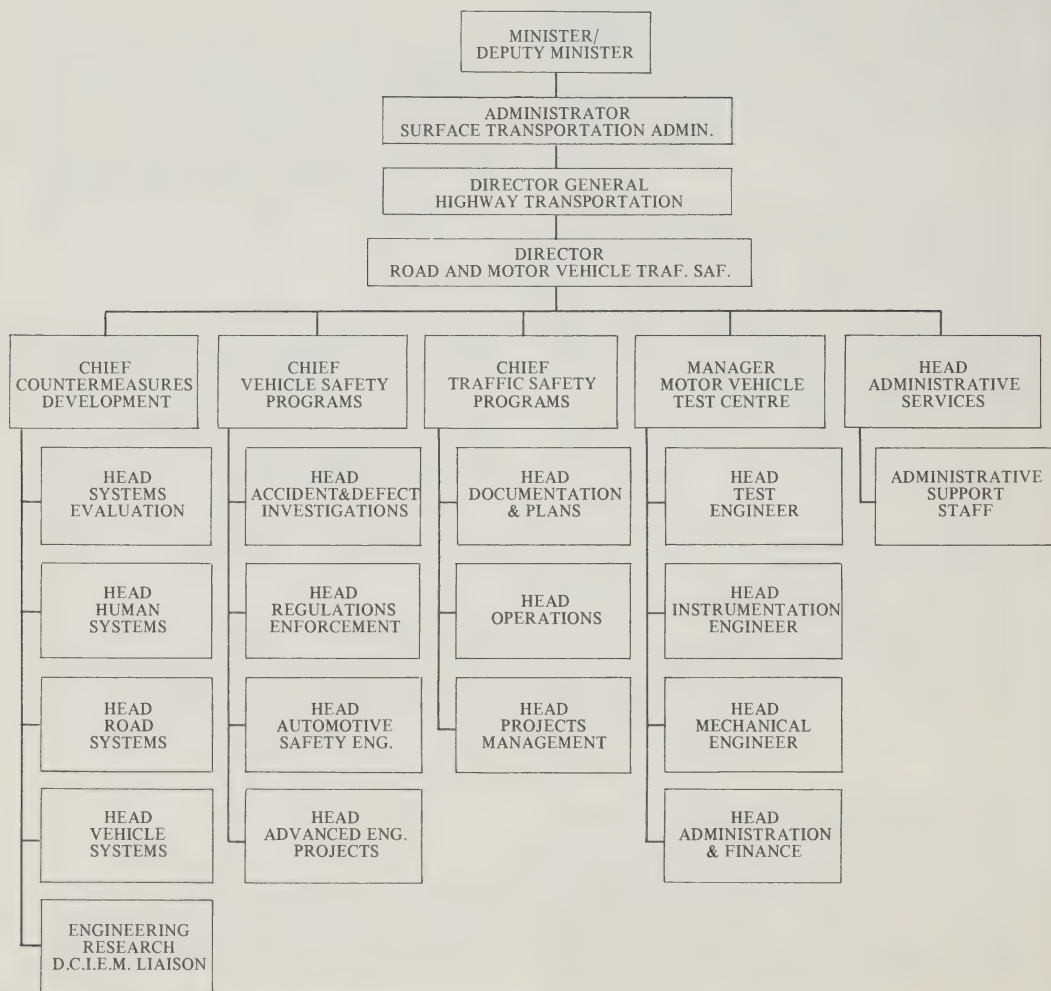 MINISTER/
DEPUTY MINISTER
ADMINISTRATOR
SURFACE TRANSPORTATION ADMIN.
DIRECTOR GENERAL
HIGHWAY TRANSPORTATION
DIRECTOR
ROAD AND MOTOR VEHICLE TRAF. SAF.
CHIEF
COUNTERMEASURES
DEVELOPMENT
HEAD
SYSTEMS
EVALUATION
HEAD
HUMAN
SYSTEMS
HEAD
ROAD
SYSTEMS
HEAD
VEHICLE
SYSTEMS
ENGINEERING
RESEARCH
D.C.I.E.M. LIAISON
CHIEF
VEHICLE SAFETY
PROGRAMS
HEAD
ACCIDENT&DEFECT
INVESTIGATIONS
HEAD
REGULATIONS
ENFORCEMENT
HEAD
AUTOMOTIVE
SAFETY ENG.
HEAD
ADVANCED ENG.
PROJECTS
CHIEF
TRAFFIC SAFETY
PROGRAMS
HEAD
DOCUMENTATION
& PLANS
HEAD
OPERATIONS
HEAD
PROJECTS
MANAGEMENT
MANAGER
MOTOR VEHICLE
TEST CENTRE
HEAD
TEST
ENGINEER
HEAD
INSTRUMENTATION
ENGINEER
HEAD
MECHANICAL
ENGINEER
HEAD
ADMINISTRATION
& FINANCE
HEAD
ADMINISTRATIVE
SERVICES
ADMINISTRATIVE
SUPPORT
STAFF